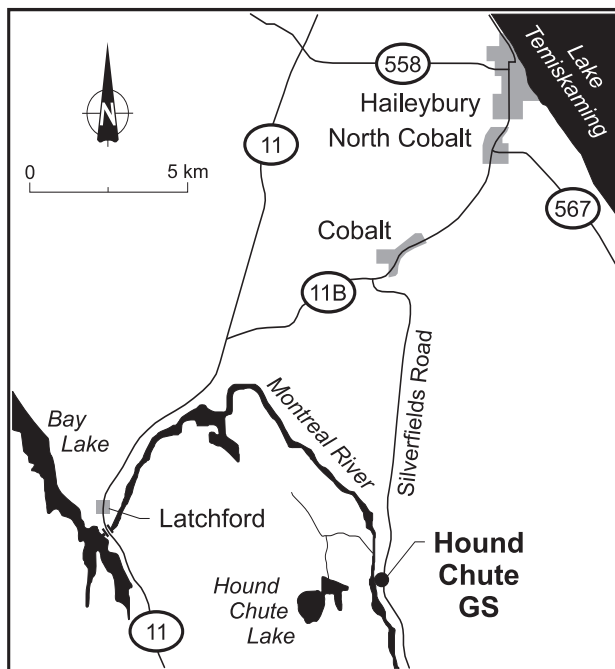 Lake
Temiskaming
558
Haileybury
N
11
North Cobalt
0 5 km
567
Cobalt
11B
Silverfields Road
Montreal River
Bay
Lake
Latchford
Hound
Chute
GS
Hound
Chute
Lake
11